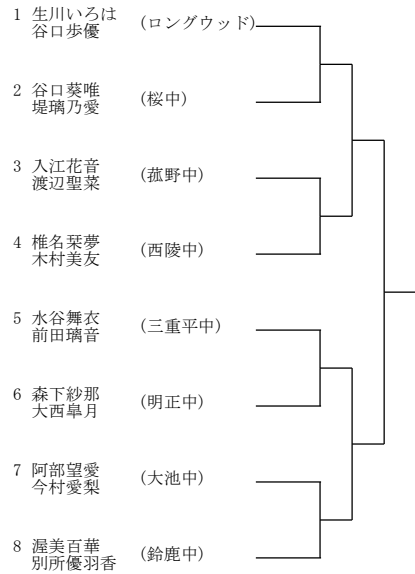 1 生川いろは
谷口歩優 (ロングウッド)
2 谷口葵唯
堤璃乃愛 (桜中)
3 入江花音
渡辺聖菜 (菰野中)
4 椎名栞夢
木村美友 (西陵中)
5 水谷舞衣
前田璃音 (三重平中)
6 森下紗那
大西皐月 (明正中)
7 阿部望愛
今村愛梨 (大池中)
8 渥美百華
別所優羽香 (鈴鹿中)